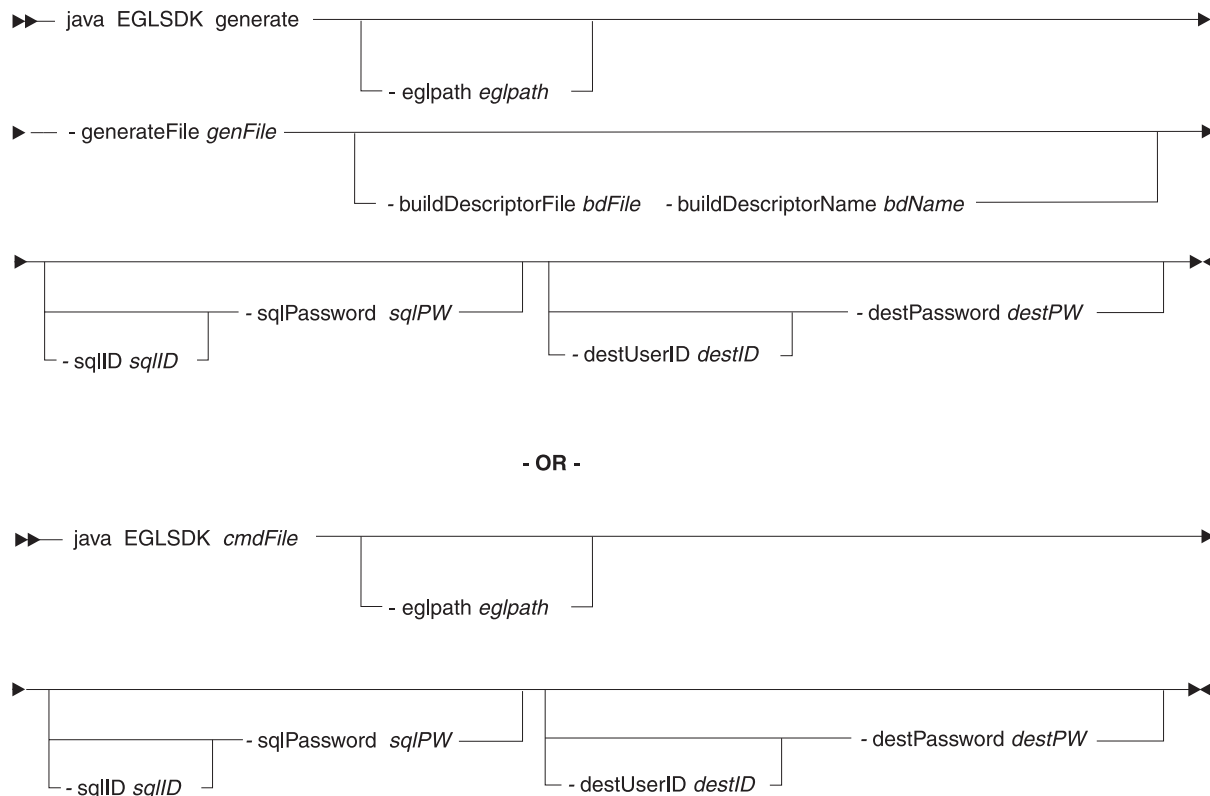 java EGLSDK generate
- eglpath eglpath
- generateFile genFile
- buildDescriptorFile bdFile - buildDescriptorName bdName
- sqlPassword sqlPW - destPassword destPW
- sqlID sqlID - destUserID destID
- OR -
java EGLSDK cmdFile
- eglpath eglpath
- sqlPassword sqlPW - destPassword destPW
- sqlID sqlID - destUserID destID